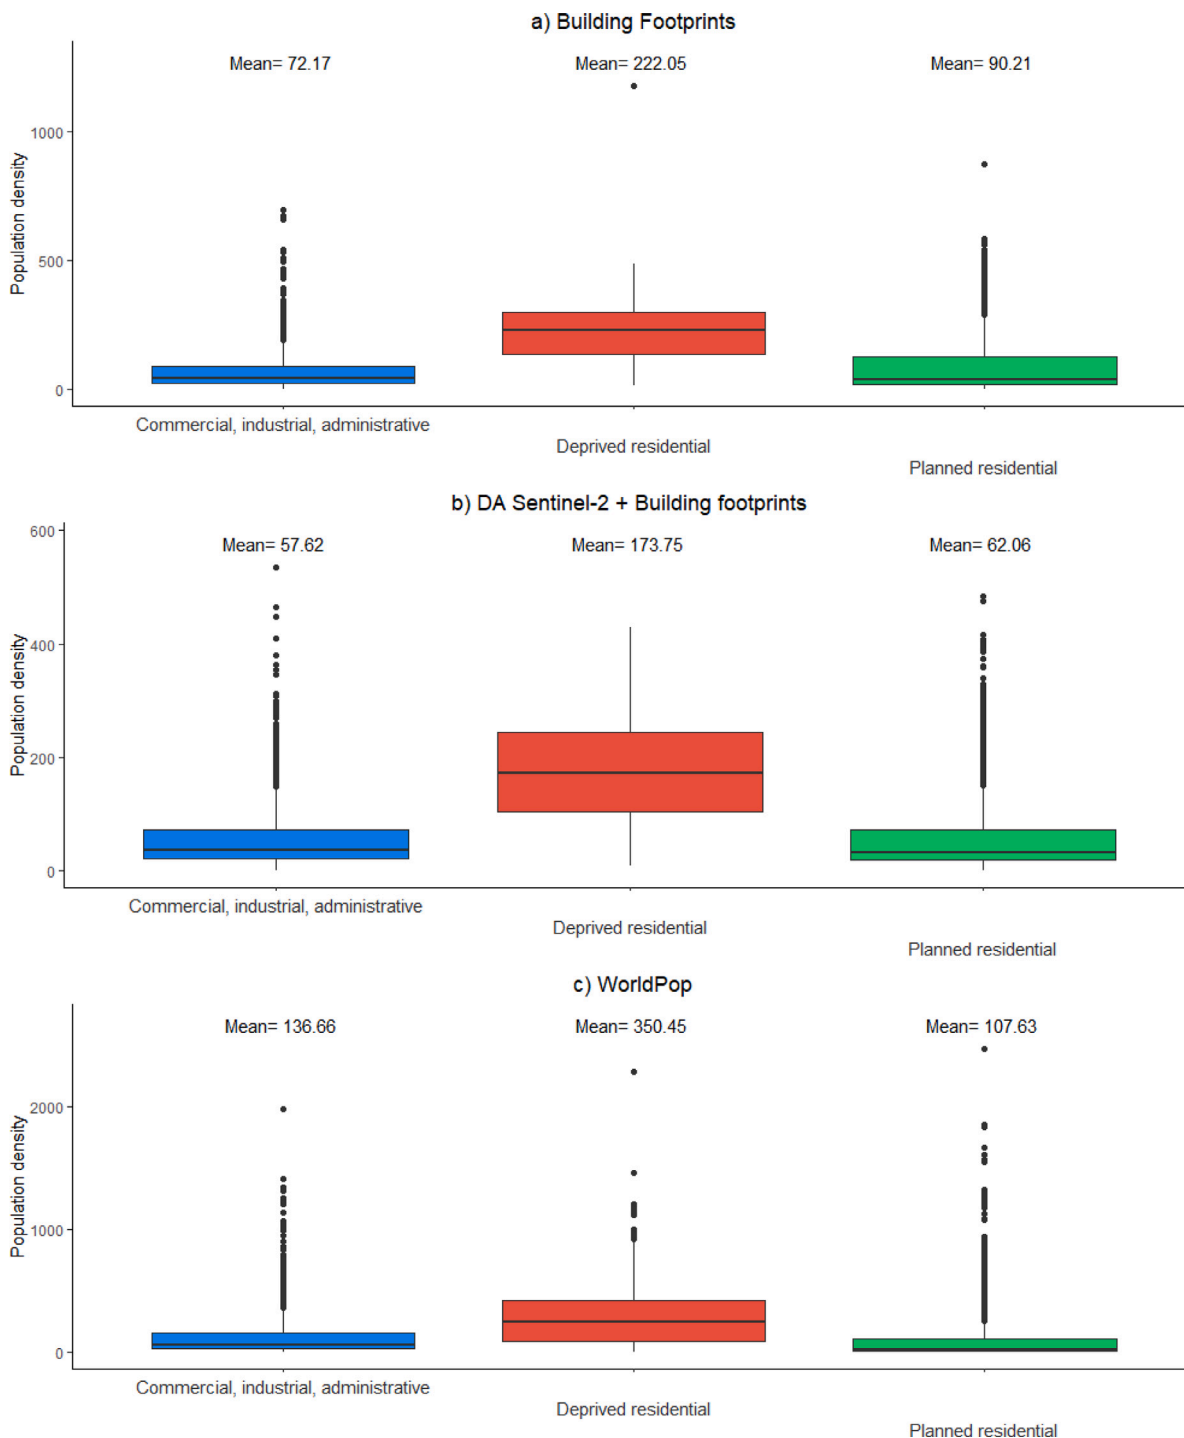 a) Building Footprints
Mean= 72.17
Mean= 222.05
Mean= 90.21
Population density
1000
500
0
Commercial, industrial, administrative
Deprived residential
Planned residential
b) DA Sentinel-2 + Building footprints
Mean= 57.62
Mean= 173.75
Mean= 62.06
Population density
600
400
200
0
Commercial, industrial, administrative
Deprived residential
Planned residential
c) WorldPop
Mean= 136.66
Mean= 350.45
Mean= 107.63
Population density
2000
1000
0
Commercial, industrial, administrative
Deprived residential
Planned residential